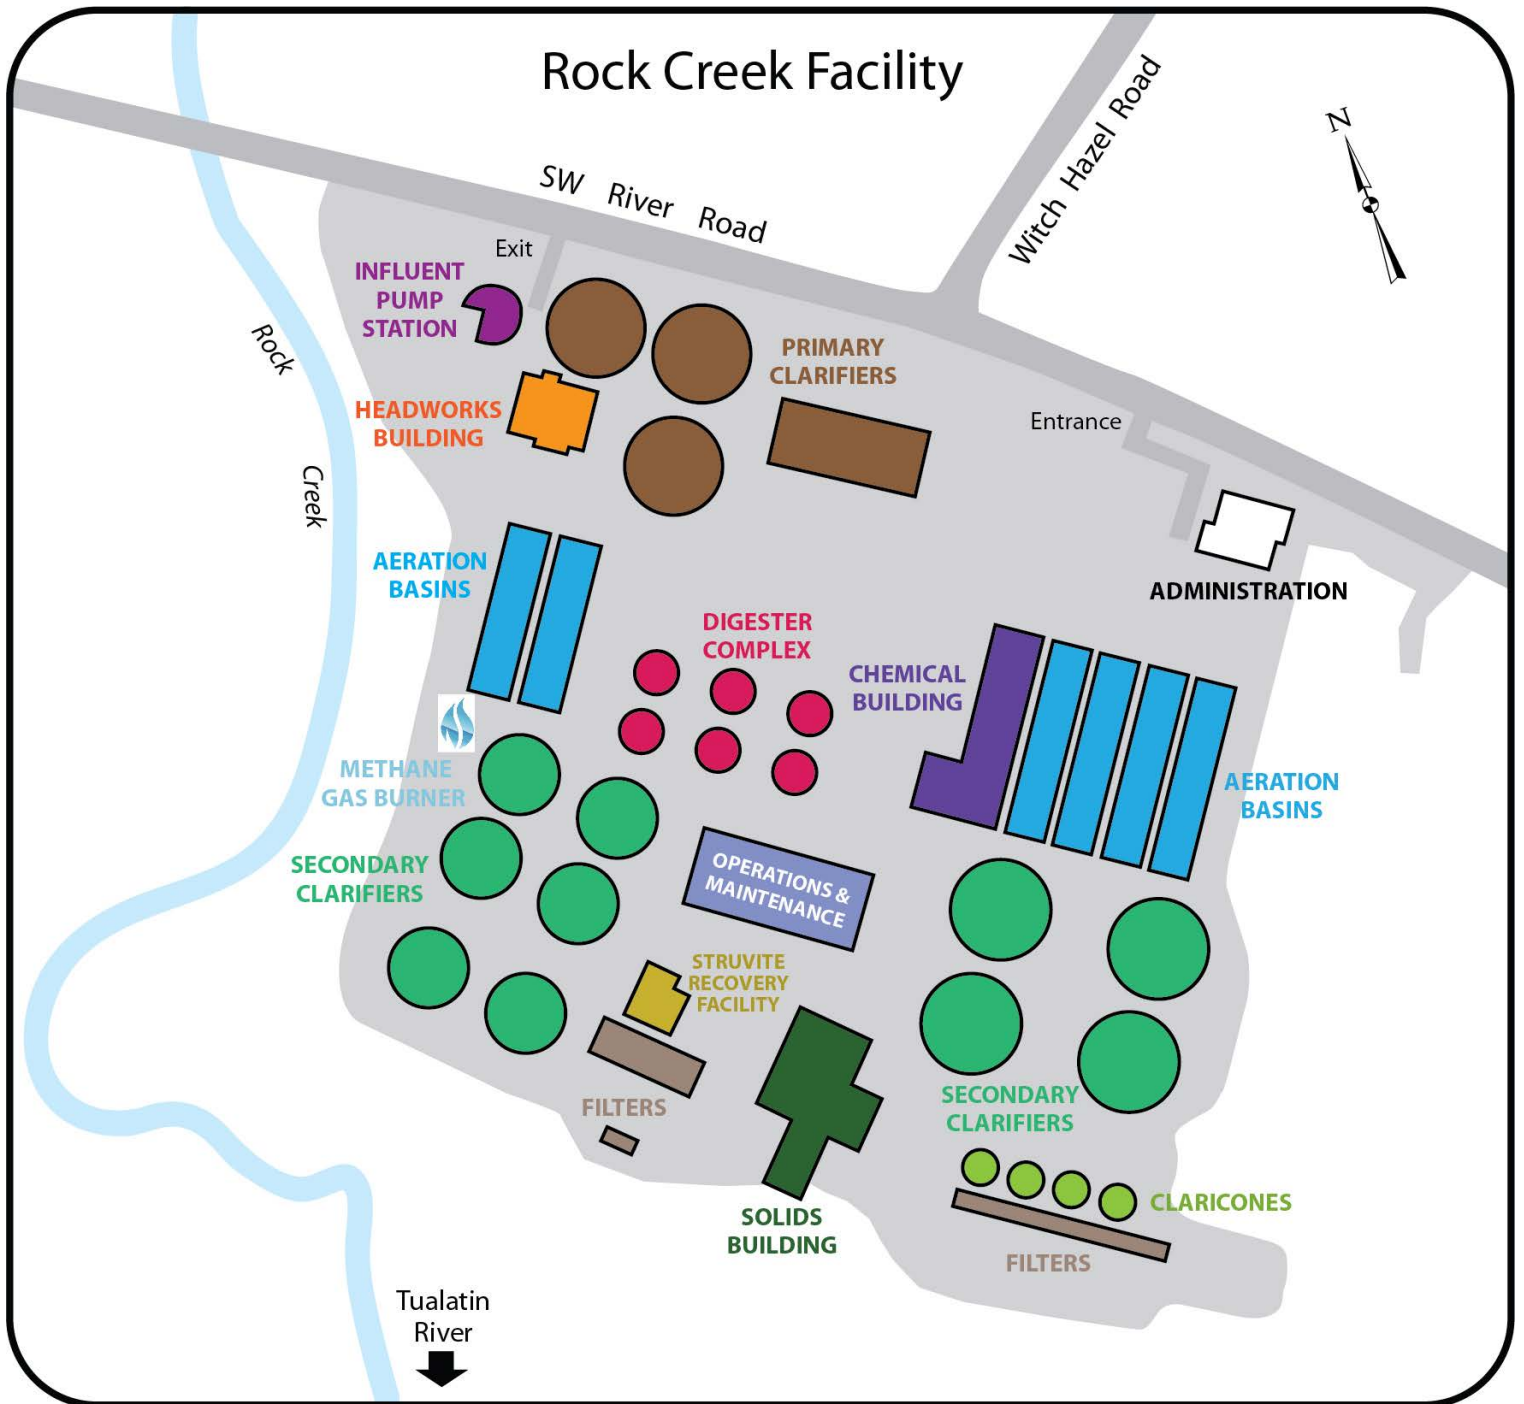 Rock Creek Facility
N
Witch Hazel Road
SW River Road
Exit
INFLUENT
PUMP
STATION
Rock
Creek
PRIMARY
CLARIFIERS
HEADWORKS
BUILDING
Entrance
AERATION
BASINS
ADMINISTRATION
DIGESTER
COMPLEX
CHEMICAL
BUILDING
METHANE
GAS BURNER
AERATION
BASINS
SECONDARY
CLARIFIERS
OPERATIONS &
MAINTENANCE
STRUVITE
RECOVERY
FACILITY
FILTERS
SECONDARY
CLARIFIERS
CLARICONES
SOLIDS
BUILDING
FILTERS
Tualatin
River